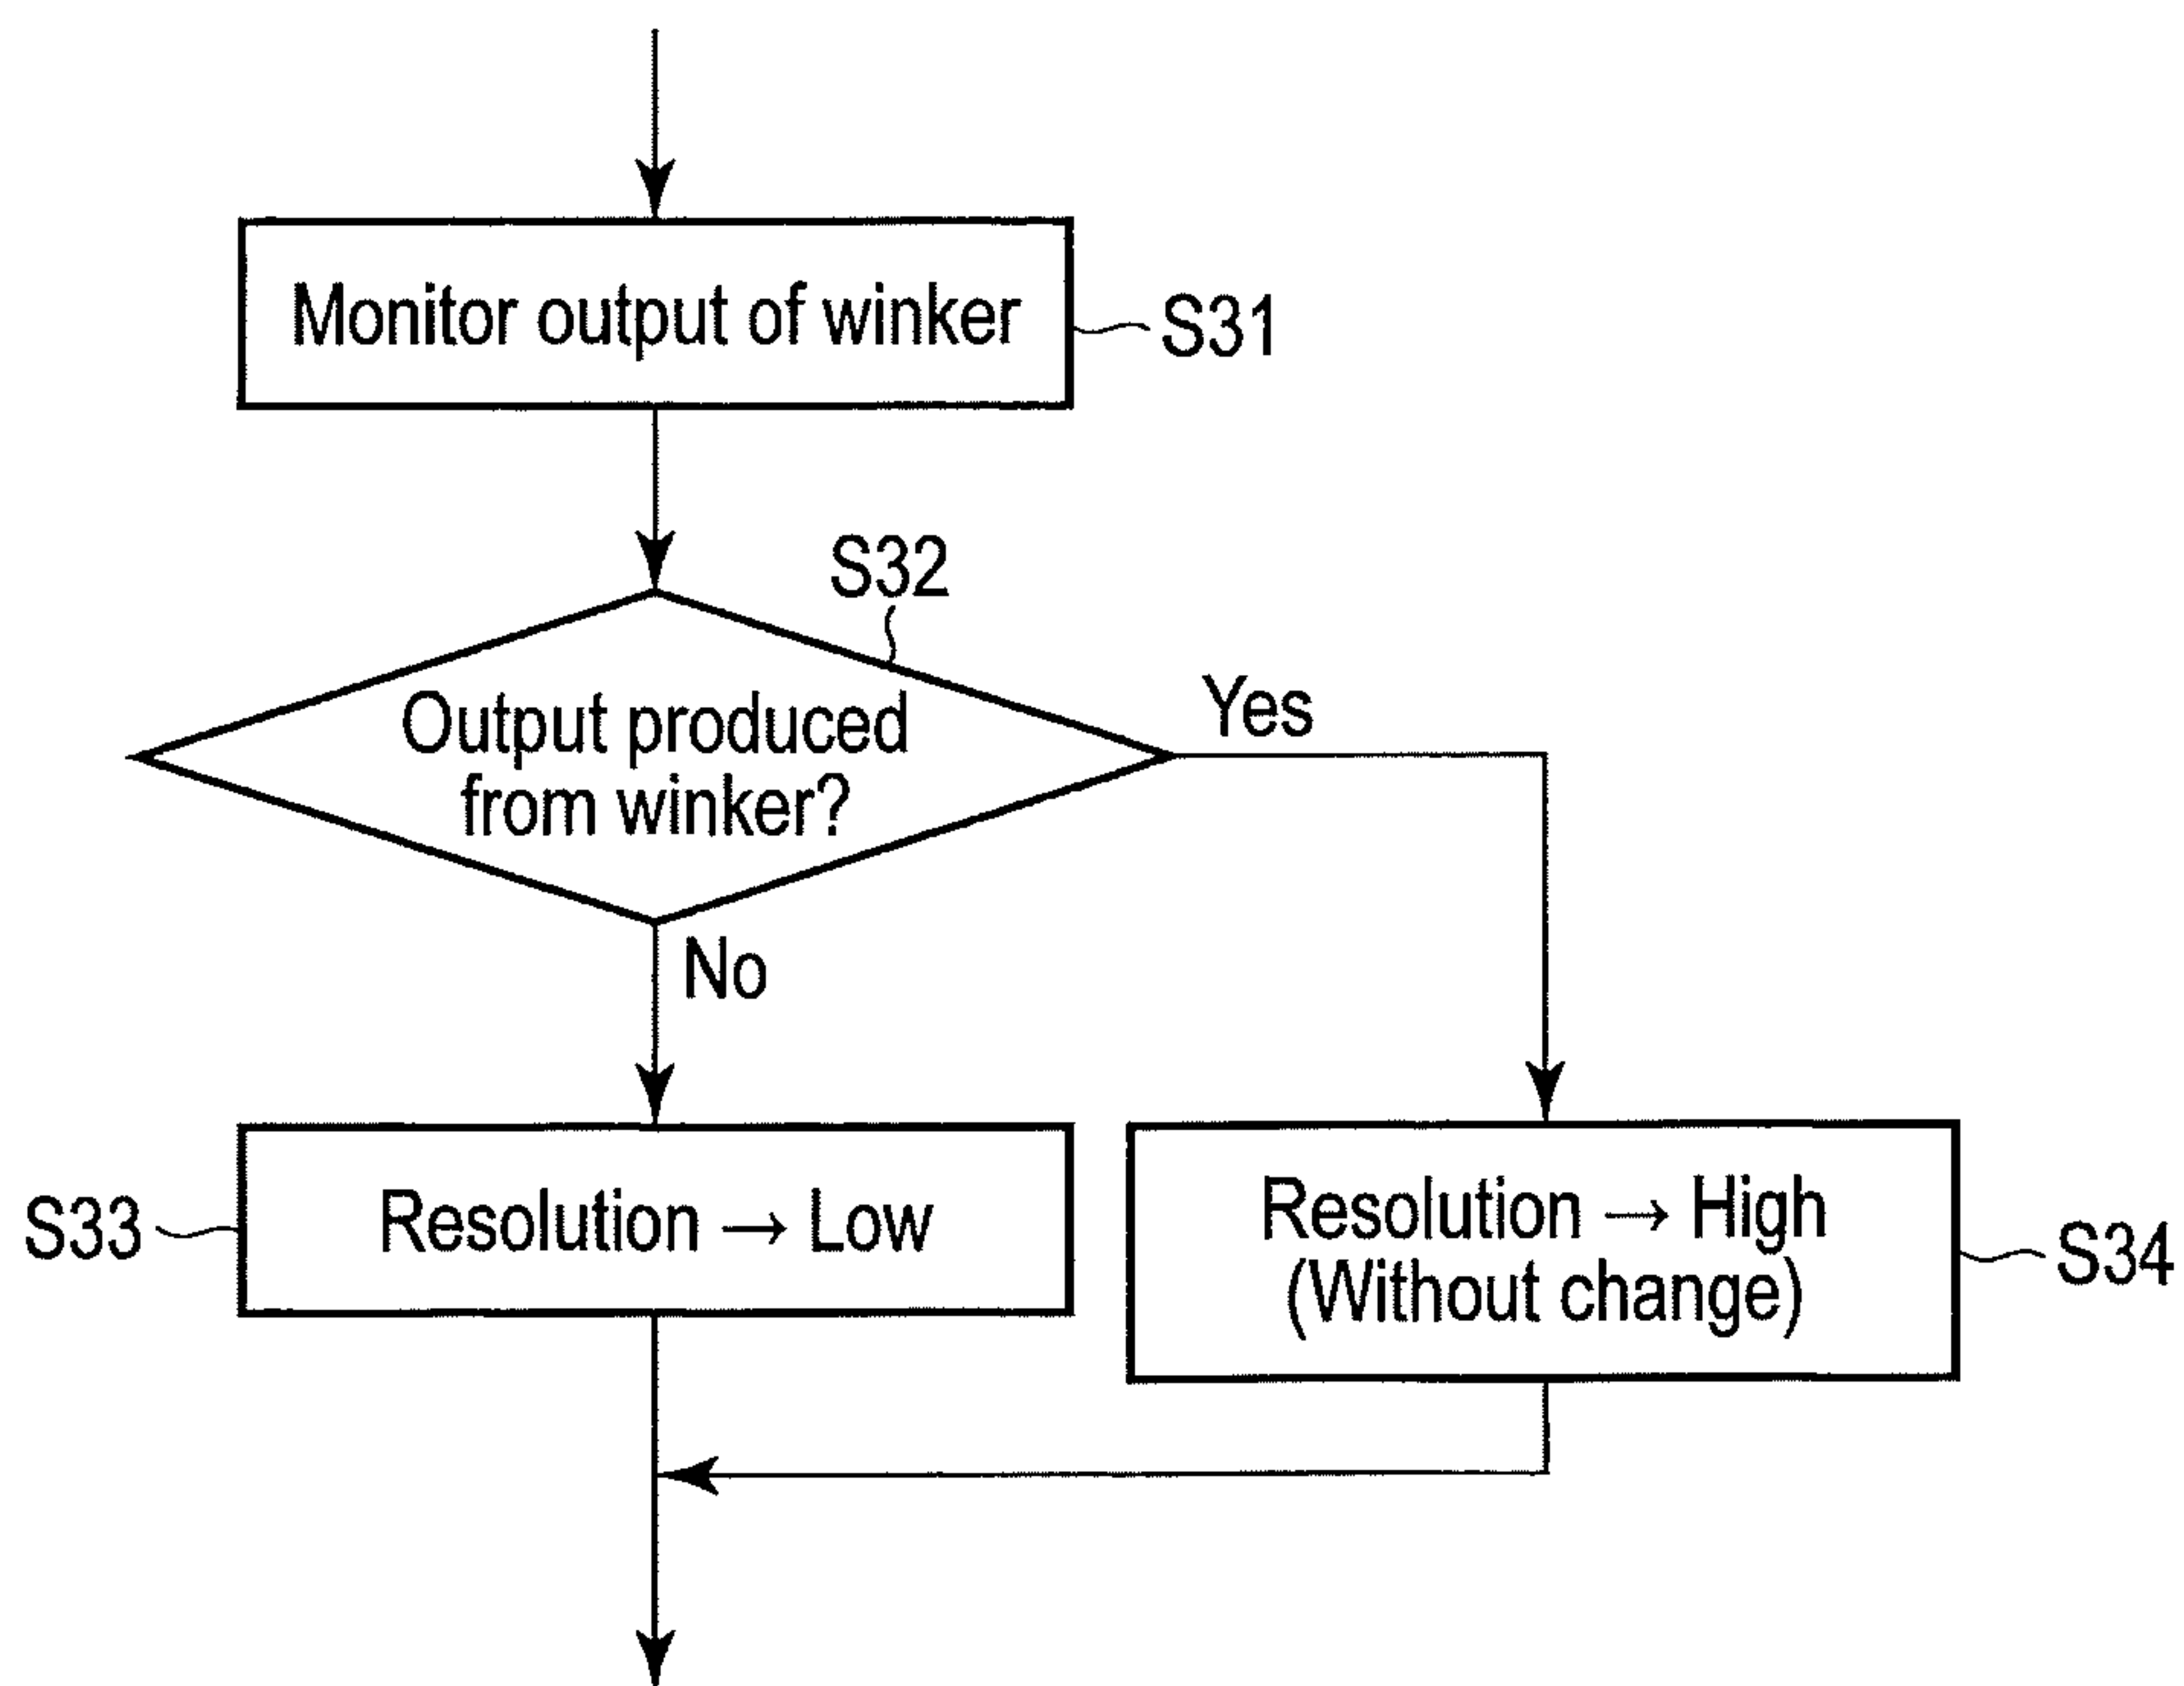 Monitor output of winker
S31
S32
Output produced
from winker?
Yes
No
S33
Resolution → Low
Resolution → High
(Without change)
S34